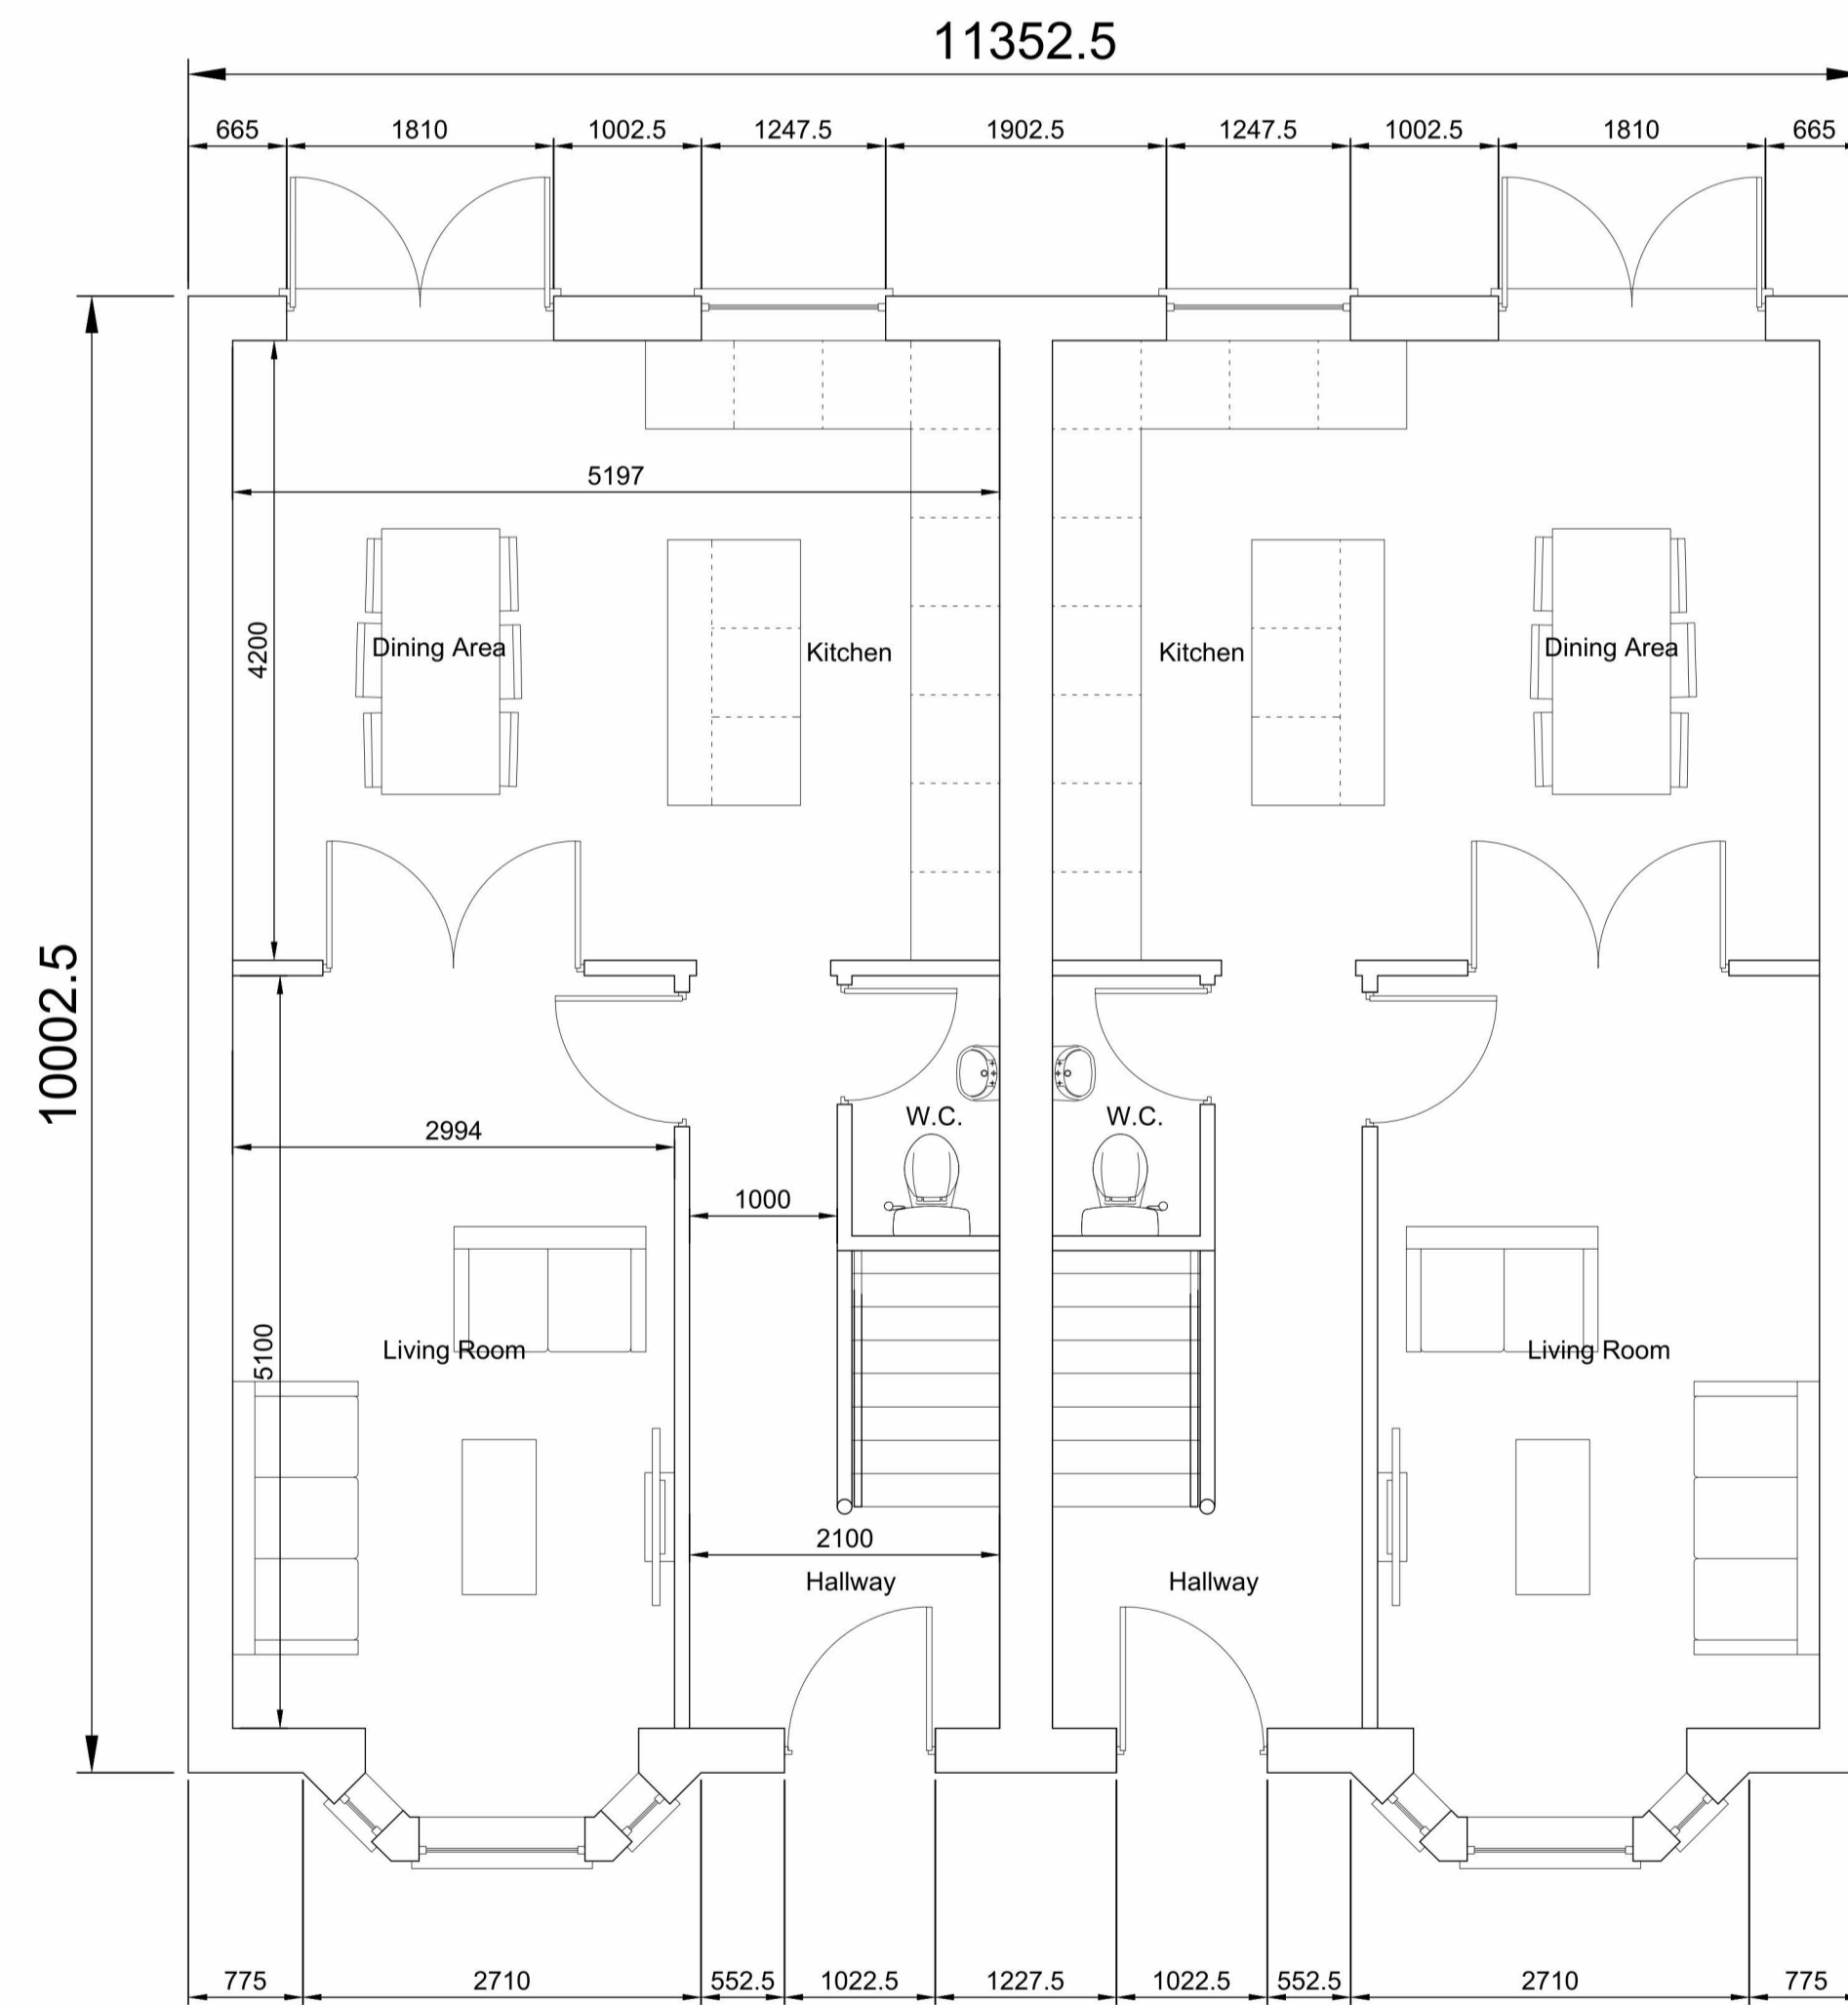 11352.5
665 1810 1002.5 1247.5 1902.5 1247.5 1002.5 1810 665
5197
4200
Dining Area Kitchen Kitchen Dining Area
10002.5
W.C. W.C.
2994
1000
5100
Living Room Living Room
2100
Hallway Hallway
775 2710 552.5 1022.5 1227.5 1022.5 552.5 2710 775